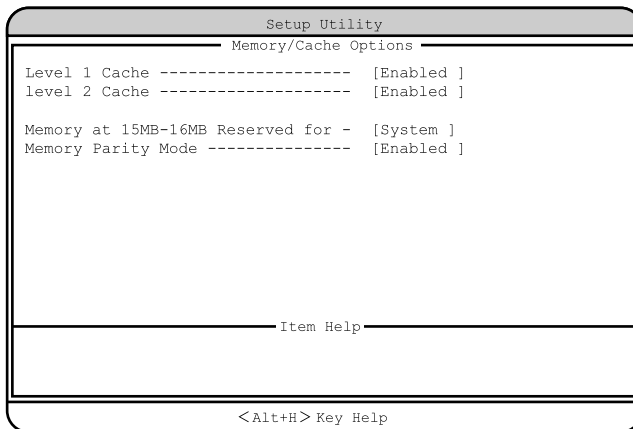 Setup Utility
Memory/Cache Options
Level 1 Cache -------------------- [Enabled ]
level 2 Cache -------------------- [Enabled ]
Memory at 15MB-16MB Reserved for - [System ]
Memory Parity Mode --------------- [Enabled ]
Item Help
<Alt+H> Key Help